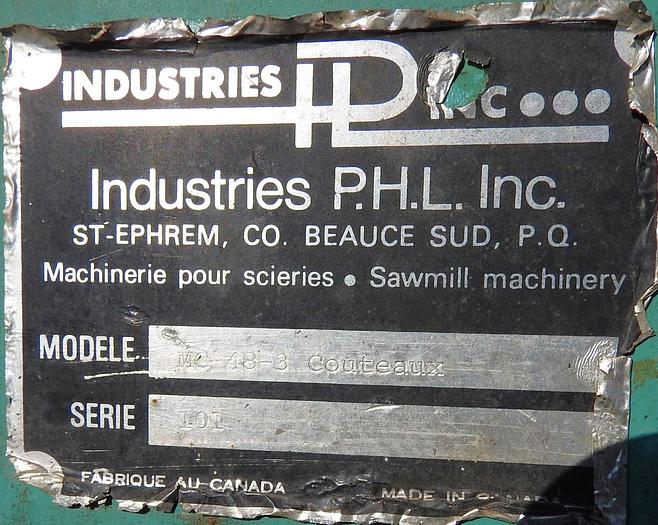 INDUSTRIES PHL INC
Industries P.H.L. Inc.
ST-EPHREM, CO. BEAUCE SUD, P.Q.
Machinerie pour scieries • Sawmill machinery
MODELE MC-48-3 Couteaux
SERIE 101
FABRIQUE AU CANADA MADE IN CANADA